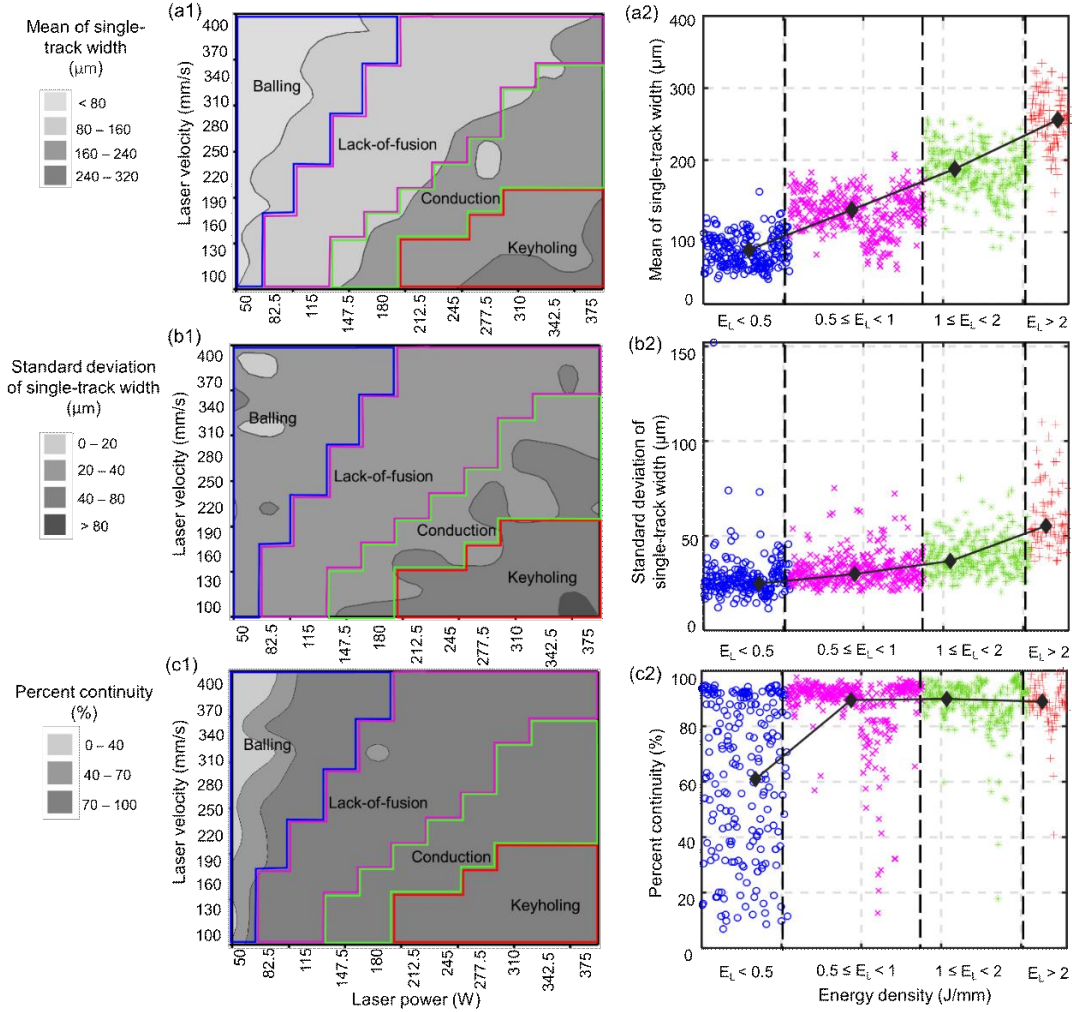 Mean of single-
track width
(µm)
< 80
80 – 160
160 – 240
240 – 320
(a1)
Laser velocity (mm/s)
400
370
340
310
280
250
220
190
160
130
100
Balling
Lack-of-fusion
Conduction
Keyholing
50
82.5
115
147.5
180
212.5
245
277.5
310
342.5
375
(a2)
Mean of single-track width (µm)
400
300
200
100
0
E_L < 0.5
0.5 ≤ E_L < 1
1 ≤ E_L < 2
E_L > 2
Standard deviation
of single-track width
(µm)
0 – 20
20 – 40
40 – 80
> 80
(b1)
Laser velocity (mm/s)
400
370
340
310
280
250
220
190
160
130
100
Balling
Lack-of-fusion
Conduction
Keyholing
50
82.5
115
147.5
180
212.5
245
277.5
310
342.5
375
(b2)
Standard deviation of
single-track width (µm)
150
100
50
0
E_L < 0.5
0.5 ≤ E_L < 1
1 ≤ E_L < 2
E_L > 2
Percent continuity
(%)
0 – 40
40 – 70
70 – 100
(c1)
Laser velocity (mm/s)
400
370
340
310
280
240
220
190
160
130
100
Balling
Lack-of-fusion
Conduction
Keyholing
50
82.5
115
147.5
180
212.5
245
277.5
310
342.5
375
Laser power (W)
(c2)
Percent continuity (%)
100
80
60
40
20
0
E_L < 0.5
0.5 ≤ E_L < 1
1 ≤ E_L < 2
E_L > 2
Energy density (J/mm)